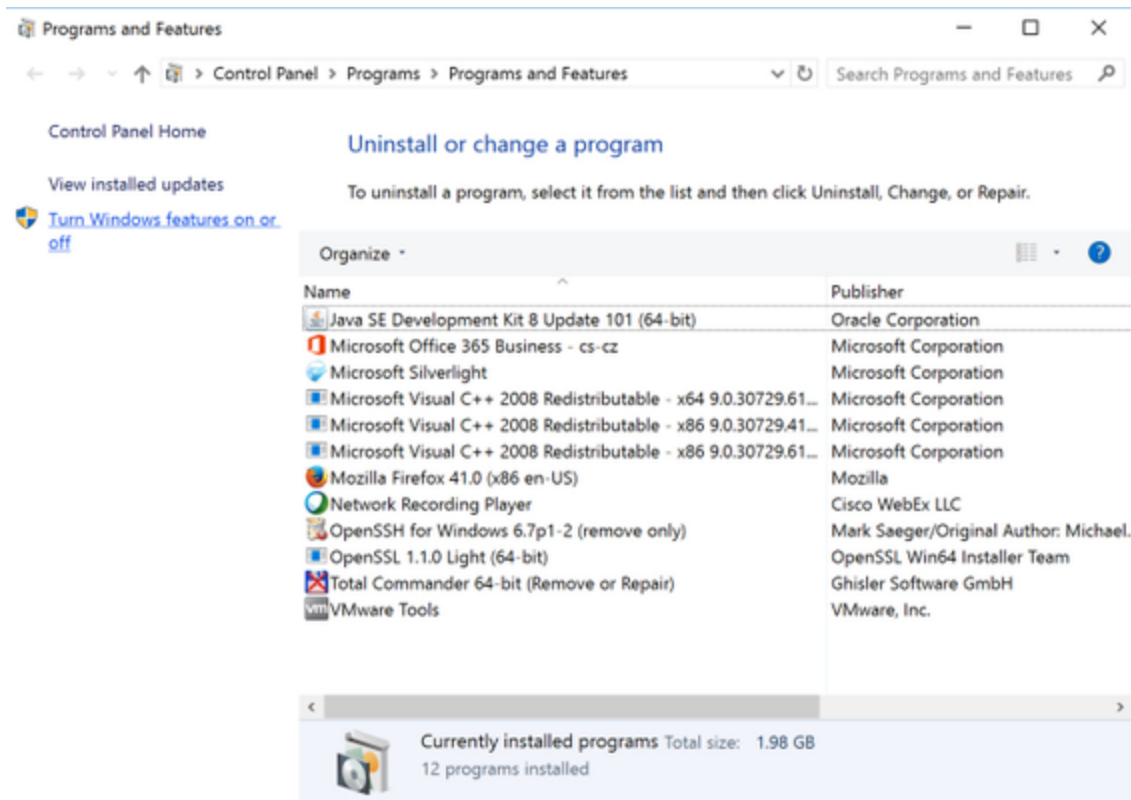 Programs and Features
Control Panel > Programs > Programs and Features
Search Programs and Features
Control Panel Home
View installed updates
Turn Windows features on or
off
Uninstall or change a program
To uninstall a program, select it from the list and then click Uninstall, Change, or Repair.
Organize
Name Publisher
Java SE Development Kit 8 Update 101 (64-bit) Oracle Corporation
Microsoft Office 365 Business - cs-cz Microsoft Corporation
Microsoft Silverlight Microsoft Corporation
Microsoft Visual C++ 2008 Redistributable - x64 9.0.30729.61... Microsoft Corporation
Microsoft Visual C++ 2008 Redistributable - x86 9.0.30729.41... Microsoft Corporation
Microsoft Visual C++ 2008 Redistributable - x86 9.0.30729.61... Microsoft Corporation
Mozilla Firefox 41.0 (x86 en-US) Mozilla
Network Recording Player Cisco WebEx LLC
OpenSSH for Windows 6.7p1-2 (remove only) Mark Saeger/Original Author: Michael.
OpenSSL 1.1.0 Light (64-bit) OpenSSL Win64 Installer Team
Total Commander 64-bit (Remove or Repair) Ghisler Software GmbH
vm VMware Tools VMware, Inc.
Currently installed programs Total size: 1.98 GB
12 programs installed